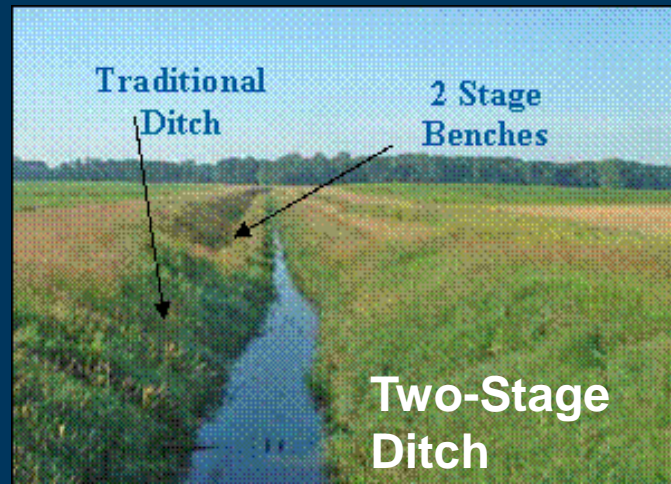 Traditional
Ditch
2 Stage
Benches
Two-Stage
Ditch